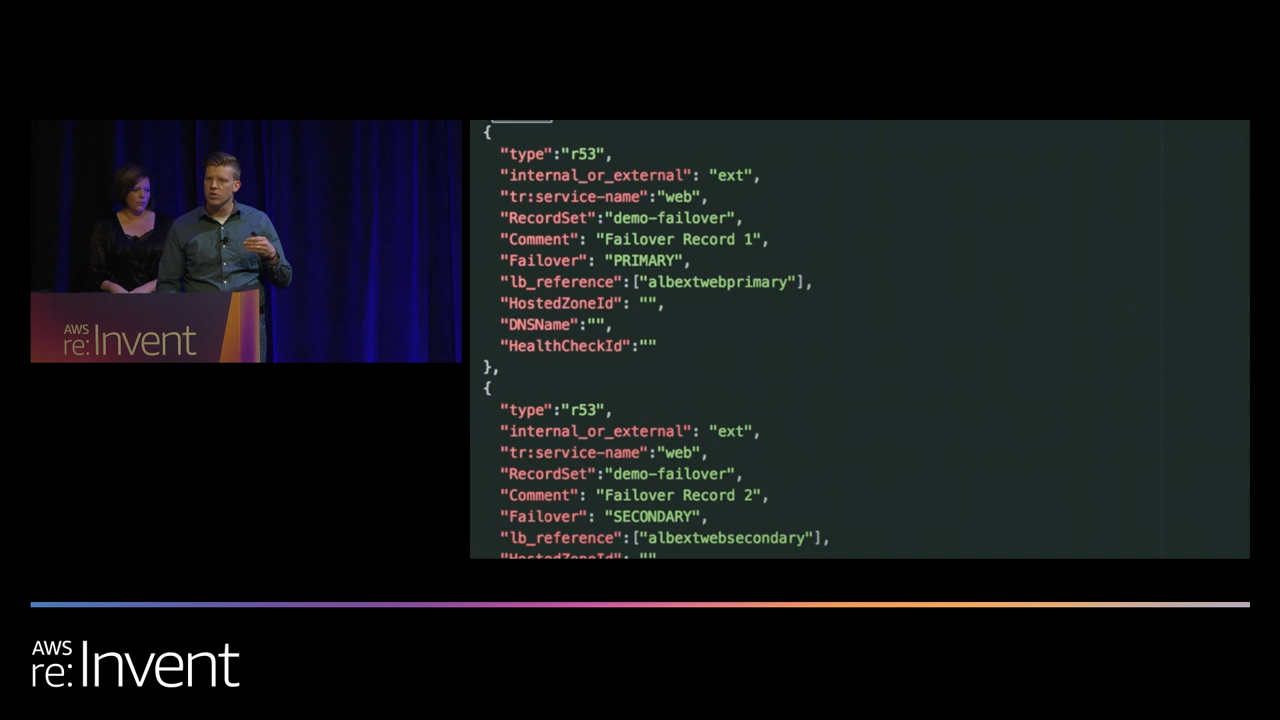 AWS
re:Invent
{
"type":"r53",
"internal_or_external": "ext",
"tr:service-name":"web",
"RecordSet":"demo-failover",
"Comment": "Failover Record 1",
"Failover": "PRIMARY",
"lb_reference":["albextwebprimary"],
"HostedZoneId": "",
"DNSName":"",
"HealthCheckId":""
},
{
"type":"r53",
"internal_or_external": "ext",
"tr:service-name":"web",
"RecordSet":"demo-failover",
"Comment": "Failover Record 2",
"Failover": "SECONDARY",
"lb_reference":["albextwebsecondary"],
"HostedZoneId": ""
AWS
re:Invent